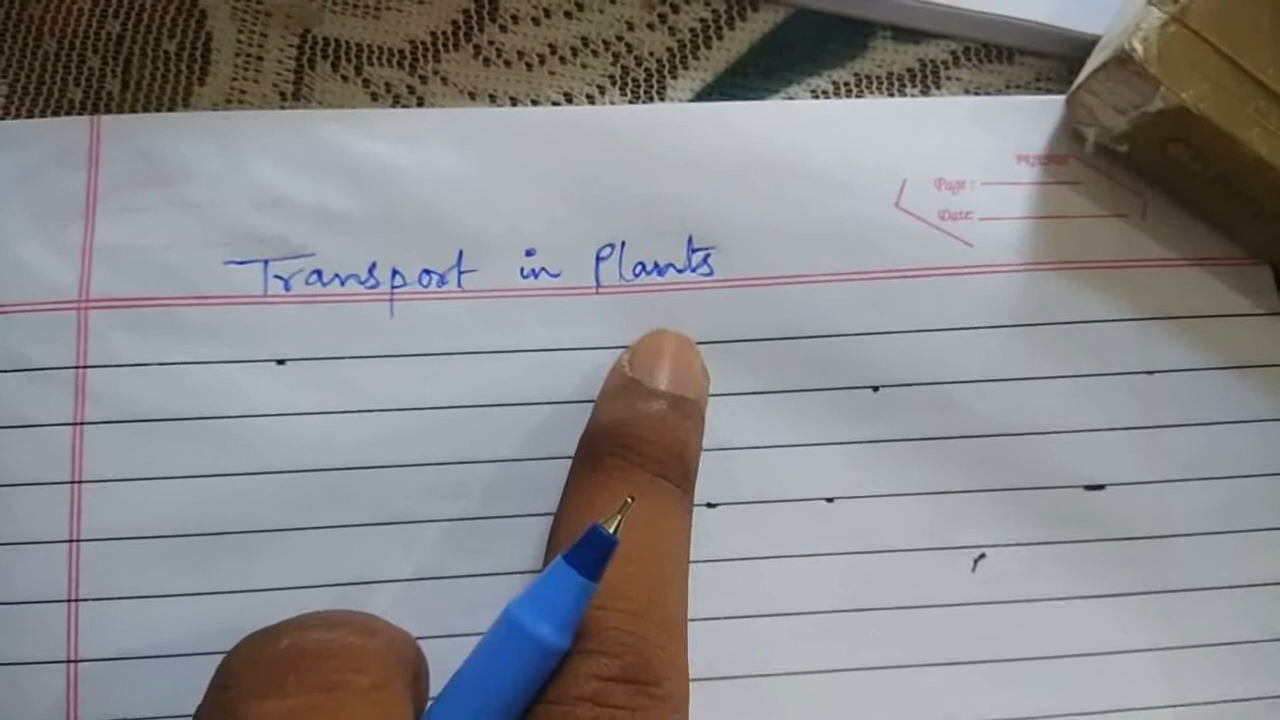 Page :
Date:
Transport in Plants